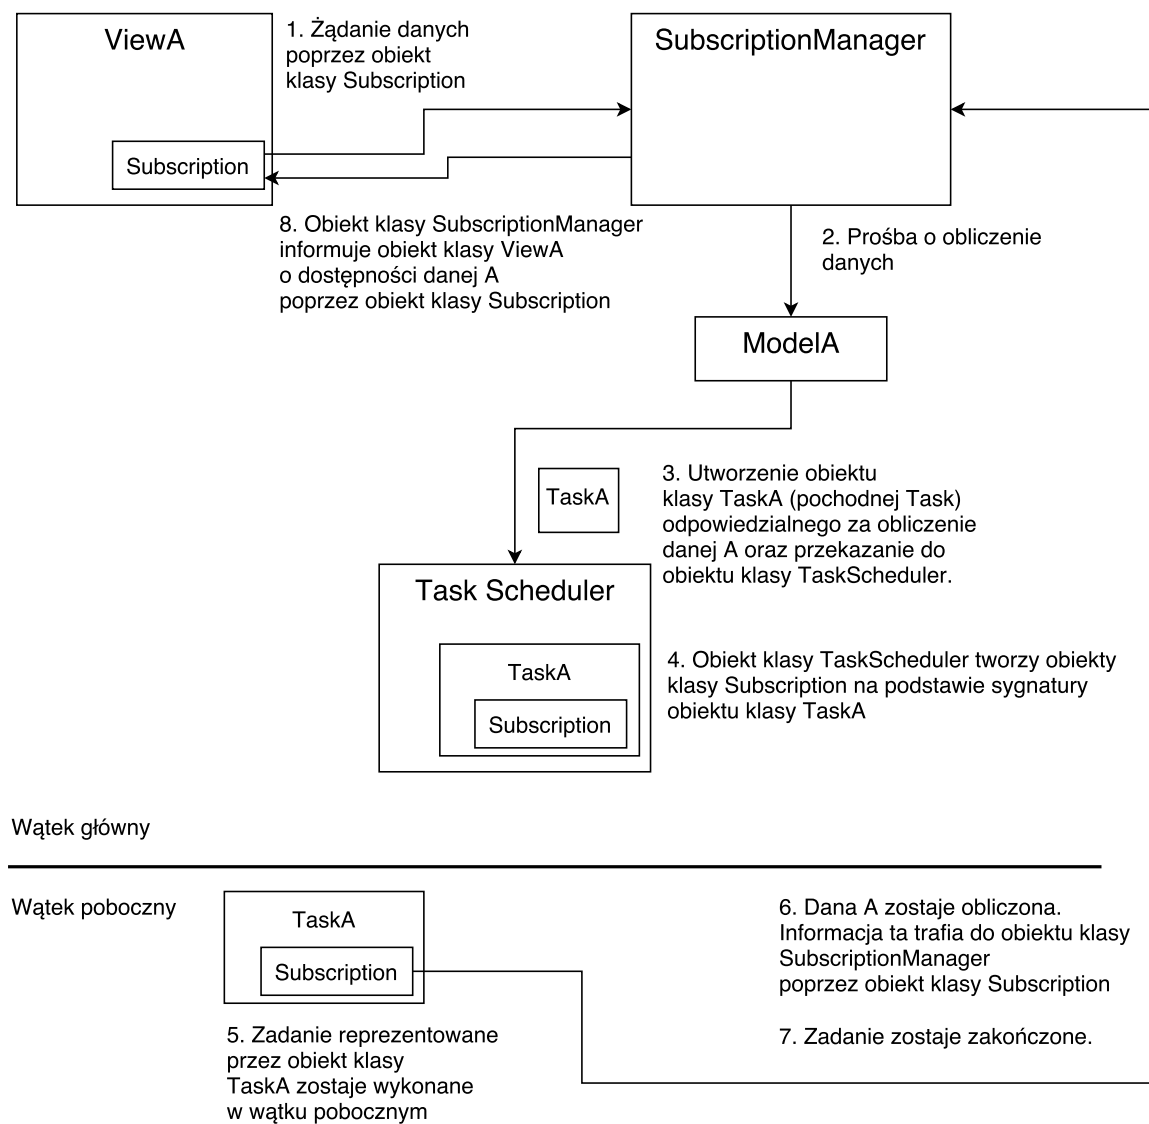 ViewA
1. Żądanie danych
poprzez obiekt
klasy Subscription
SubscriptionManager
Subscription
8. Obiekt klasy SubscriptionManager
informuje obiekt klasy ViewA
o dostępności danej A
poprzez obiekt klasy Subscription
2. Prośba o obliczenie
danych
ModelA
TaskA
3. Utworzenie obiektu
klasy TaskA (pochodnej Task)
odpowiedzialnego za obliczenie
danej A oraz przekazanie do
obiektu klasy TaskScheduler.
Task Scheduler
TaskA
Subscription
4. Obiekt klasy TaskScheduler tworzy obiekty
klasy Subscription na podstawie sygnatury
obiektu klasy TaskA
Wątek główny
Wątek poboczny
TaskA
Subscription
5. Zadanie reprezentowane
przez obiekt klasy
TaskA zostaje wykonane
w wątku pobocznym
6. Dana A zostaje obliczona.
Informacja ta trafia do obiektu klasy
SubscriptionManager
poprzez obiekt klasy Subscription
7. Zadanie zostaje zakończone.